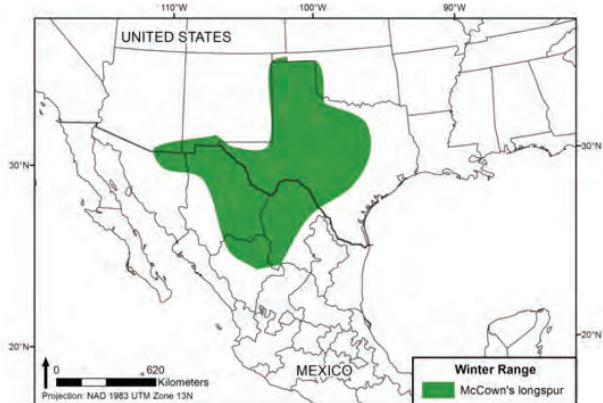 110°W 100°W 90°W
UNITED STATES
30°N 30°N
20°N 20°N
0 620
Kilometers
Projection: NAD 1983 UTM Zone 13N
MEXICO
Winter Range
McCown's longspur